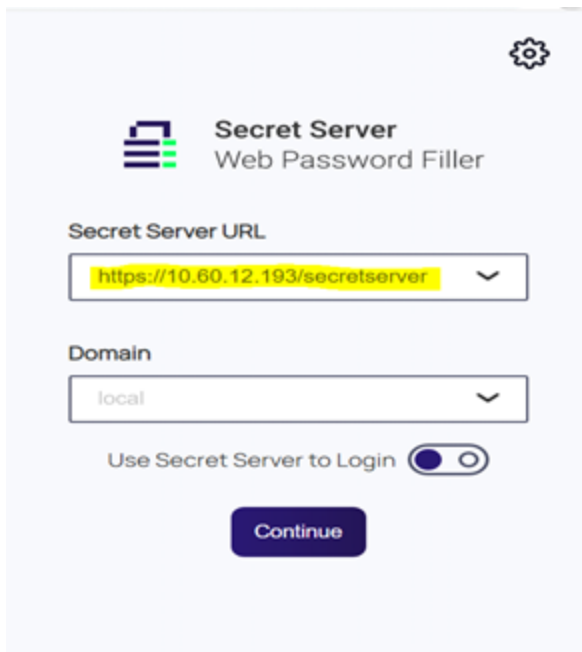 Secret Server
Web Password Filler
Secret Server URL
https://10.60.12.193/secretserver
Domain
local
Use Secret Server to Login
Continue